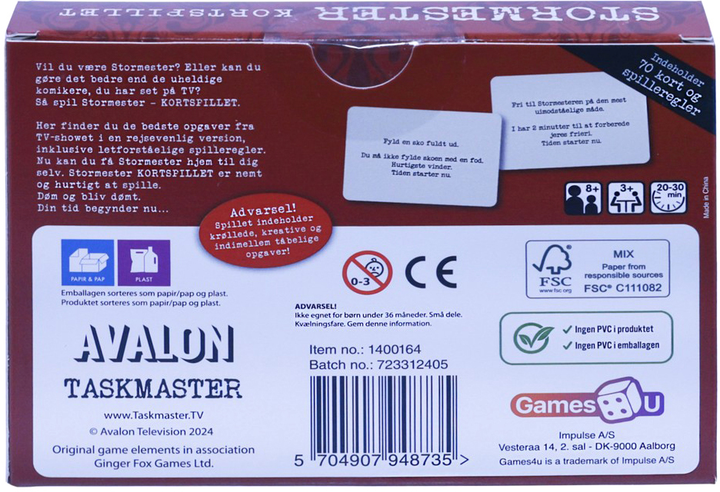 STORMESTER KORTSPILLET
Vil du være Stormester? Eller kan du
gøre det bedre end de uheldige
komikere, du har set på TV?
Så spil Stormester - KORTSPILLET.
Her finder du de bedste opgaver fra
TV-showet i en rejsevenlig version,
inklusive letforståelige spilleregler.
Nu kan du få Stormester hjem til dig
selv. Stormester KORTSPILLET er nemt
og hurtigt at spille.
Døm og bliv dømt.
Din tid begynder nu...
Advarsel!
Spillet indeholder
krøllede, kreative og
indimellem tåbelige
opgaver!
Fyld en sko fuldt ud.
Du må ikke fylde skoen med en fod.
Hurtigste vinder.
Tiden starter nu.
Fri til Stormesteren på den mest
uimodståelige måde.
I har 2 minutter til at forberede
jeres frieri.
Tiden starter nu.
Indeholder
70 kort og
spilleregler
8+
3+
20-30
min
Made in China
PAPIR & PAP
PLAST
Emballagen sorteres som papir/pap og plast.
Produktet sorteres som papir/pap og plast.
AVALON
TASKMASTER
www.Taskmaster.TV
© Avalon Television 2024
Original game elements in association
Ginger Fox Games Ltd.
0-3
CE
ADVARSEL!
Ikke egnet for børn under 36 måneder. Små dele.
Kvælningsfare. Gem denne information.
Item no.: 1400164
Batch no.: 723312405
5 704907 948735 >
FSC
www.fsc.org
MIX
Paper from
responsible sources
FSC® C111082
Ingen PVC i produktet
Ingen PVC i emballagen
Games4U
Impulse A/S
Vesteraa 14, 2. sal - DK-9000 Aalborg
Games4u is a trademark of Impulse A/S